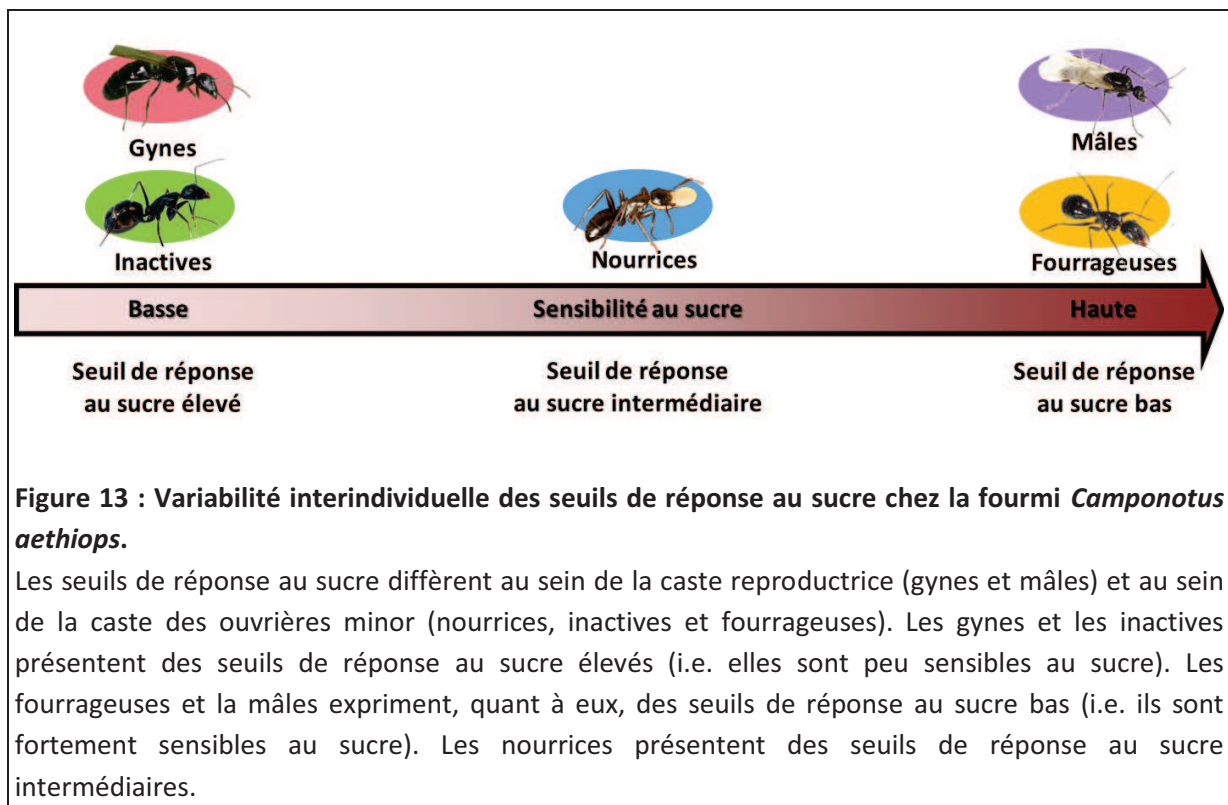 Gynes
Mâles
Inactives
Nourrices
Fourrageuses
Basse
Sensibilité au sucre
Haute
Seuil de réponse
au sucre élevé
Seuil de réponse
au sucre intermédiaire
Seuil de réponse
au sucre bas
Figure 13 : Variabilité interindividuelle des seuils de réponse au sucre chez la fourmi Camponotus
aethiops.
Les seuils de réponse au sucre diffèrent au sein de la caste reproductrice (gynes et mâles) et au sein
de la caste des ouvrières minor (nourrices, inactives et fourrageuses). Les gynes et les inactives
présentent des seuils de réponse au sucre élevés (i.e. elles sont peu sensibles au sucre). Les
fourrageuses et la mâles expriment, quant à eux, des seuils de réponse au sucre bas (i.e. ils sont
fortement sensibles au sucre). Les nourrices présentent des seuils de réponse au sucre
intermédiaires.